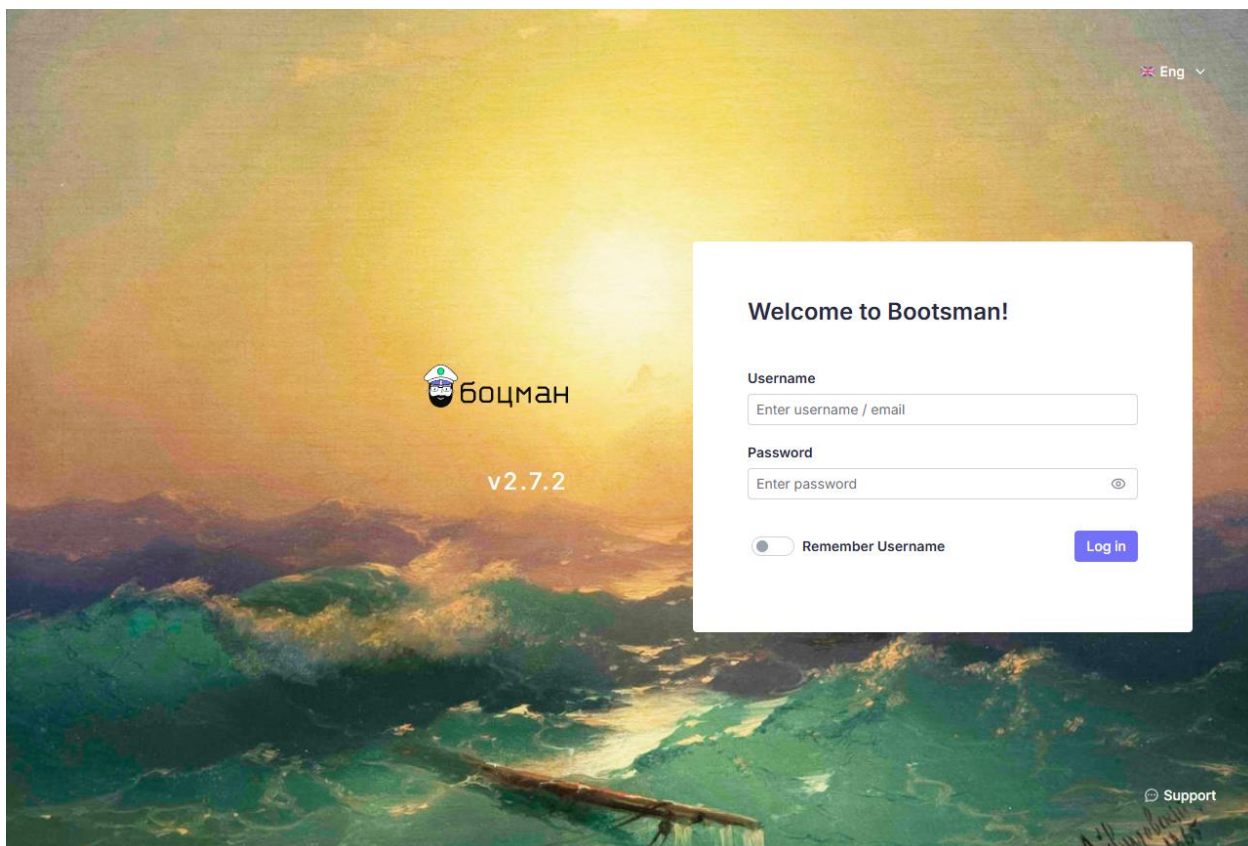 Eng
Welcome to Bootsman!
боцман
v2.7.2
Username
Enter username / email
Password
Enter password
Remember Username
Log in
Support